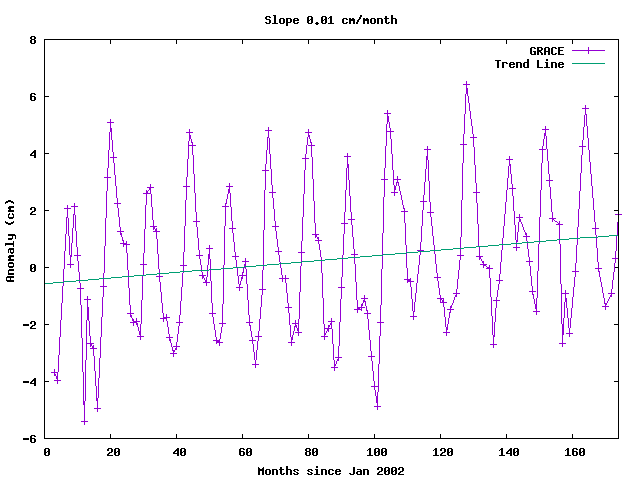 Slope 0.01 cm/month
GRACE
Trend Line
8
6
4
2
0
-2
-4
-6
Anomaly (cm)
0 20 40 60 80 100 120 140 160
Months since Jan 2002